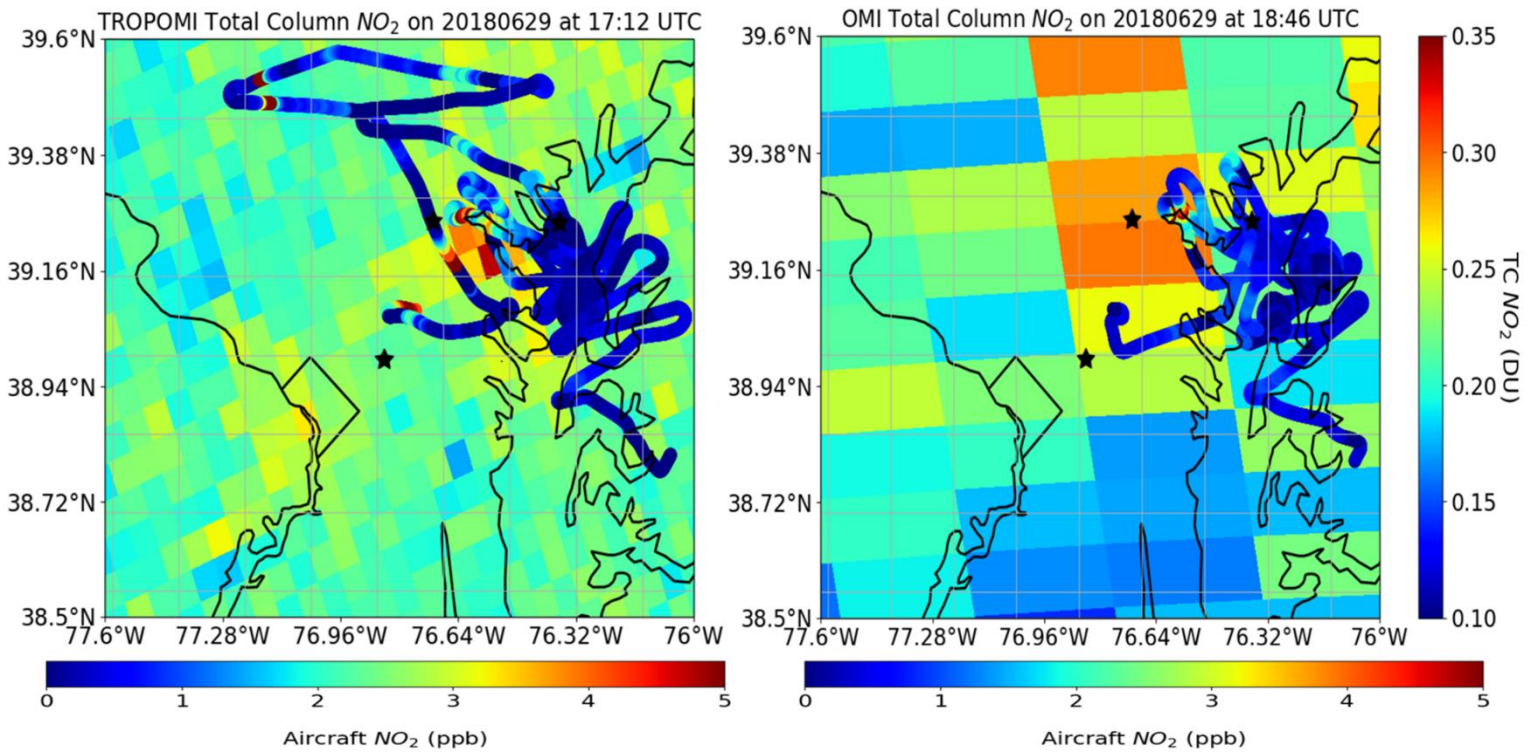 TROPOMI Total Column NO₂ on 20180629 at 17:12 UTC
39.6°N
39.38°N
39.16°N
38.94°N
38.72°N
38.5°N
77.6°W 77.28°W 76.96°W 76.64°W 76.32°W 76°W
0 1 2 3 4 5
Aircraft NO₂ (ppb)
OMI Total Column NO₂ on 20180629 at 18:46 UTC
39.6°N
39.38°N
39.16°N
38.94°N
38.72°N
38.5°N
77.6°W 77.28°W 76.96°W 76.64°W 76.32°W 76°W
0 1 2 3 4 5
Aircraft NO₂ (ppb)
0.35
0.30
0.25
0.20
0.15
0.10
TC NO₂ (DU)